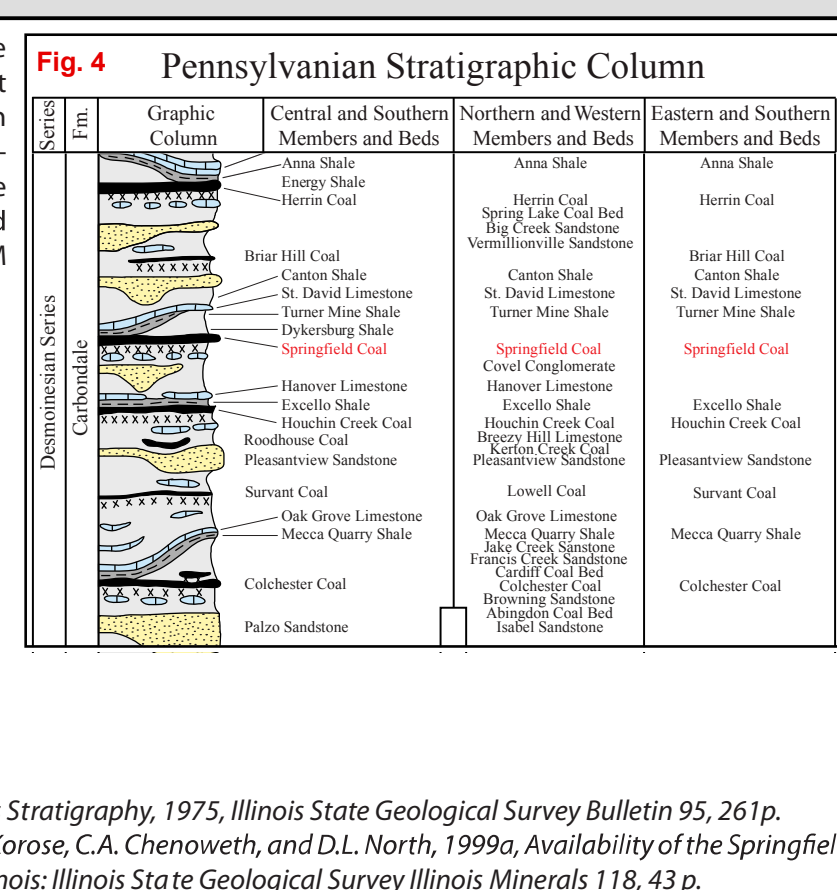 e
t
n
-
e
d
M
Fig. 4
Pennsylvanian Stratigraphic Column
Series
Fm.
Graphic
Column
Central and Southern
Members and Beds
Northern and Western
Members and Beds
Eastern and Southern
Members and Beds
Desmoinesian Series
Carbondale
Anna Shale
Energy Shale
Herrin Coal
Briar Hill Coal
Canton Shale
St. David Limestone
Turner Mine Shale
Dykersburg Shale
Springfield Coal
Hanover Limestone
Excello Shale
Houchin Creek Coal
Roodhouse Coal
Pleasantview Sandstone
Survant Coal
Oak Grove Limestone
Mecca Quarry Shale
Colchester Coal
Palzo Sandstone
Anna Shale
Herrin Coal
Spring Lake Coal Bed
Big Creek Sandstone
Vermillionville Sandstone
Canton Shale
St. David Limestone
Turner Mine Shale
Springfield Coal
Covel Conglomerate
Hanover Limestone
Excello Shale
Houchin Creek Coal
Breezy Hill Limestone
Kerton Creek Coal
Pleasantview Sandstone
Lowell Coal
Oak Grove Limestone
Mecca Quarry Shale
Jake Creek Sanstone
Francis Creek Sandstone
Cardiff Coal Bed
Colchester Coal
Browning Sandstone
Abingdon Coal Bed
Isabel Sandstone
Anna Shale
Herrin Coal
Briar Hill Coal
Canton Shale
St. David Limestone
Turner Mine Shale
Springfield Coal
Excello Shale
Houchin Creek Coal
Pleasantview Sandstone
Survant Coal
Mecca Quarry Shale
Colchester Coal
Stratigraphy, 1975, Illinois State Geological Survey Bulletin 95, 261p.
Korose, C.A. Chenoweth, and D.L. North, 1999a, Availability of the Springfiel
nois: Illinois State Geological Survey Illinois Minerals 118, 43 p.